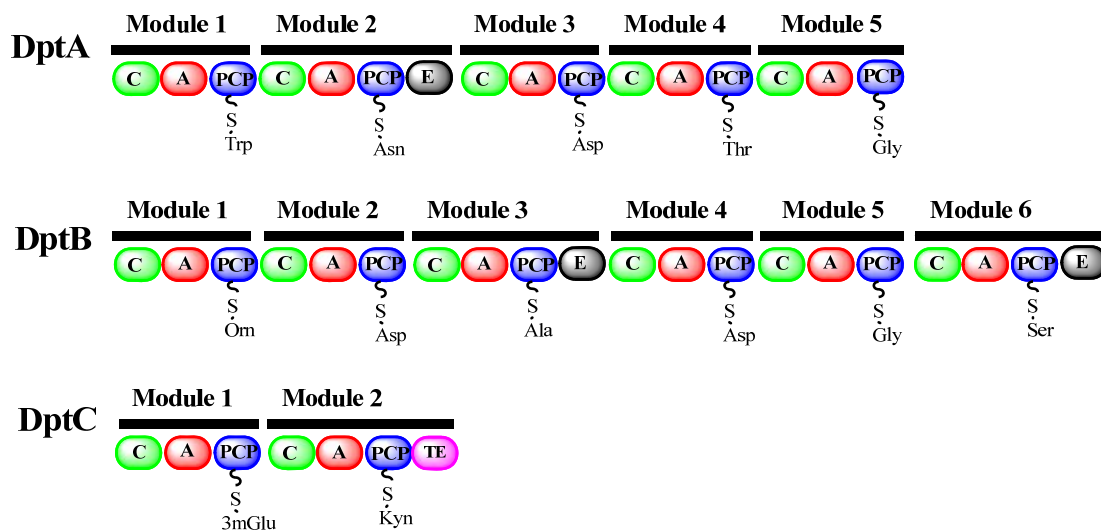 Module 1 Module 2 Module 3 Module 4 Module 5
DptA
C A PCP C A PCP E C A PCP C A PCP C A PCP
S S S S S
Trp Asn Asp Thr Gly
Module 1 Module 2 Module 3 Module 4 Module 5 Module 6
DptB
C A PCP C A PCP C A PCP E C A PCP C A PCP C A PCP E
S S S S S S
Orn Asp Ala Asp Gly Ser
Module 1 Module 2
DptC
C A PCP C A PCP TE
S S
3mGlu Kyn